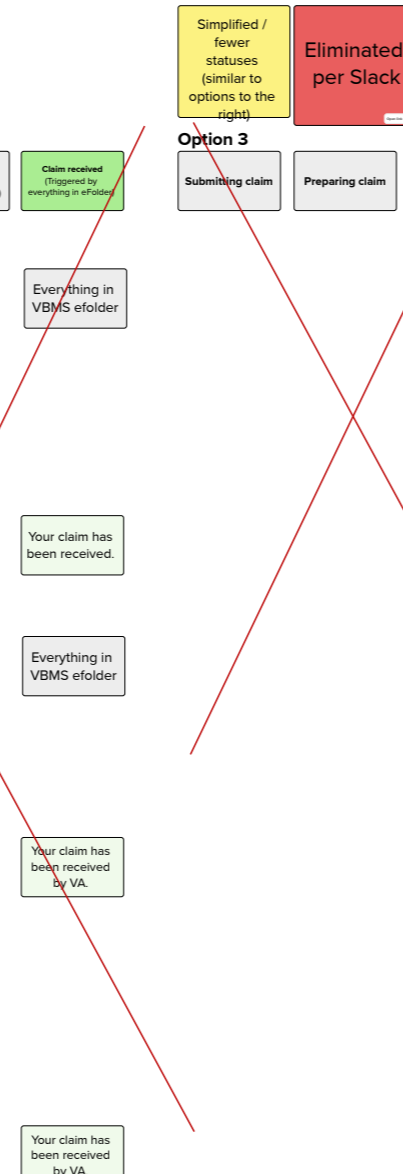 Simplified /
fewer
statuses
(similar to
options to the
right)
Eliminated
per Slack
Option 3
Claim received
(Triggered by
everything in eFolder)
Submitting claim
Preparing claim
Everything in
VBMS efolder
Your claim has
been received.
Everything in
VBMS efolder
Your claim has
been received
by VA.
Your claim has
been received
by VA.